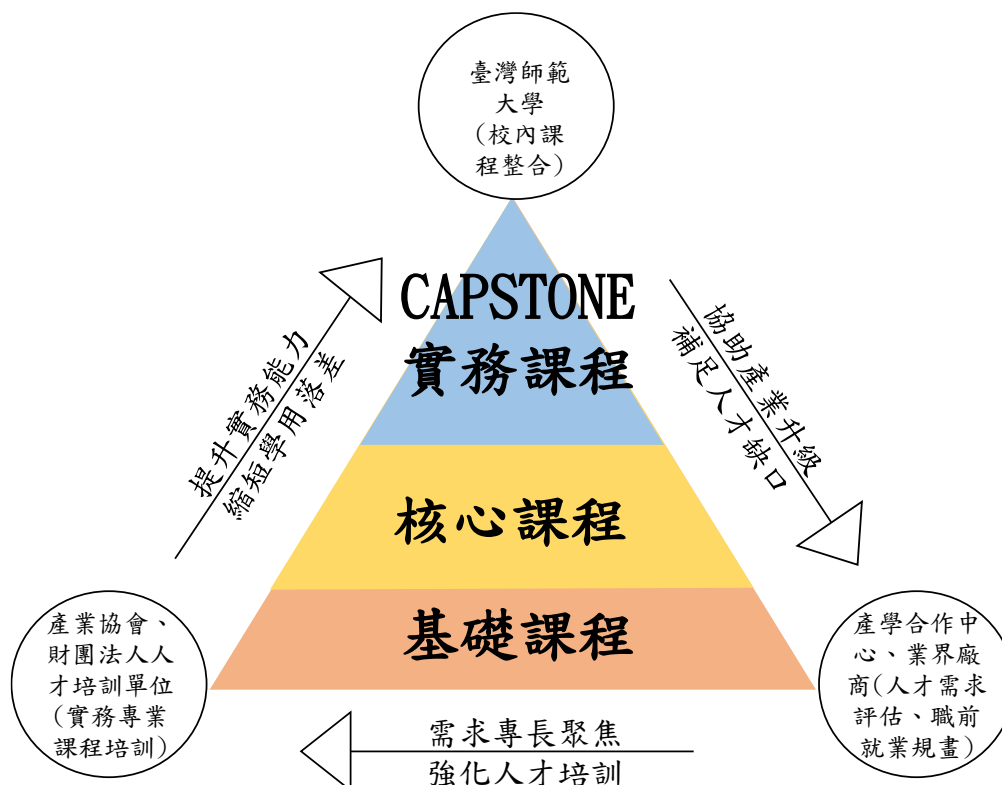 臺灣師範
大學
(校內課
程整合)
CAPSTONE
實務課程
提升實務能力
縮短學用落差
協助產業升級
補足人才缺口
核心課程
基礎課程
產業協會、
財團法人人
才培訓單位
(實務專業
課程培訓)
產學合作中
心、業界廠
商(人才需求
評估、職前
就業規畫)
需求專長聚焦
強化人才培訓